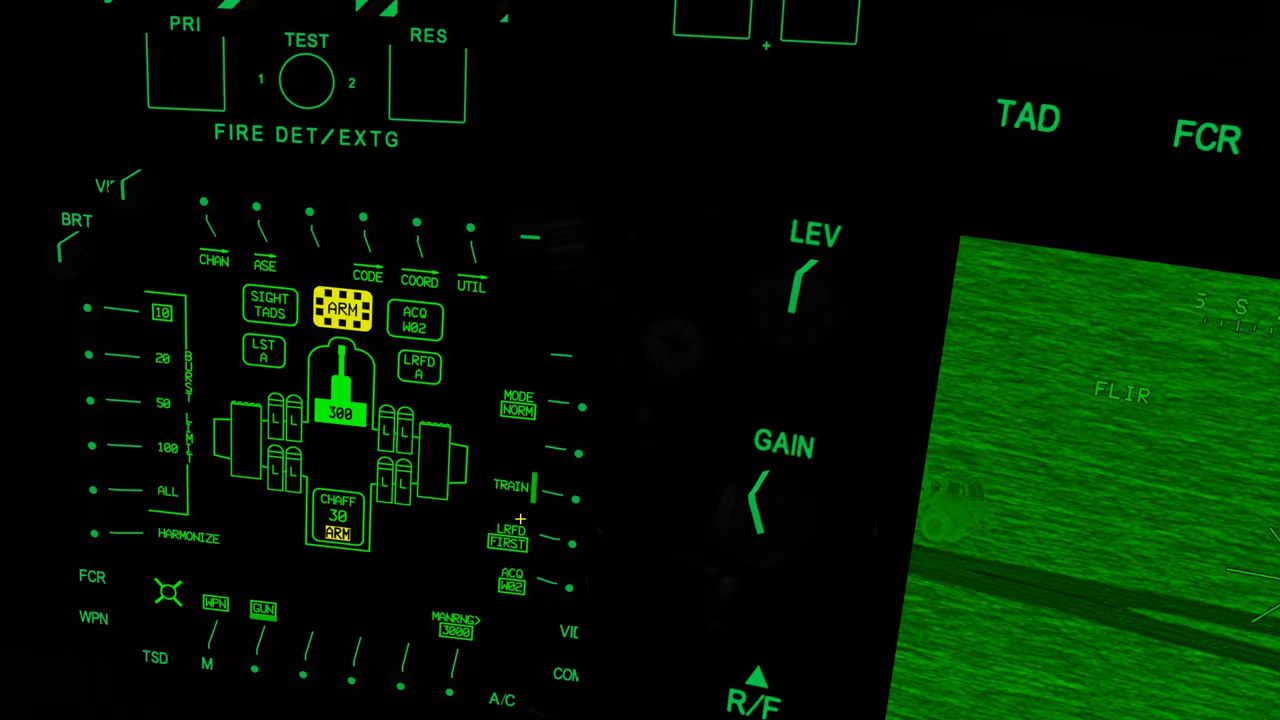 PRI
TEST
RES
1
2
FIRE DET/EXTG
TAD
FCR
BRT
CHAN
ASE
CODE
COORD
UTIL
LEV
SIGHT
TADS
ARM
ACQ
W02
LST
A
LRFD
A
10
20
50
100
ALL
BURST LIMIT
HARMONIZE
300
L
L
L
L
L
L
L
L
CHAFF
30
ARM
MODE
NORM
TRAIN
LRFD
FIRST
ACQ
W02
GAIN
S
FLIR
FCR
WPN
TSD
WPN
GUN
M
MANRNG>
3000
A/C
R/F